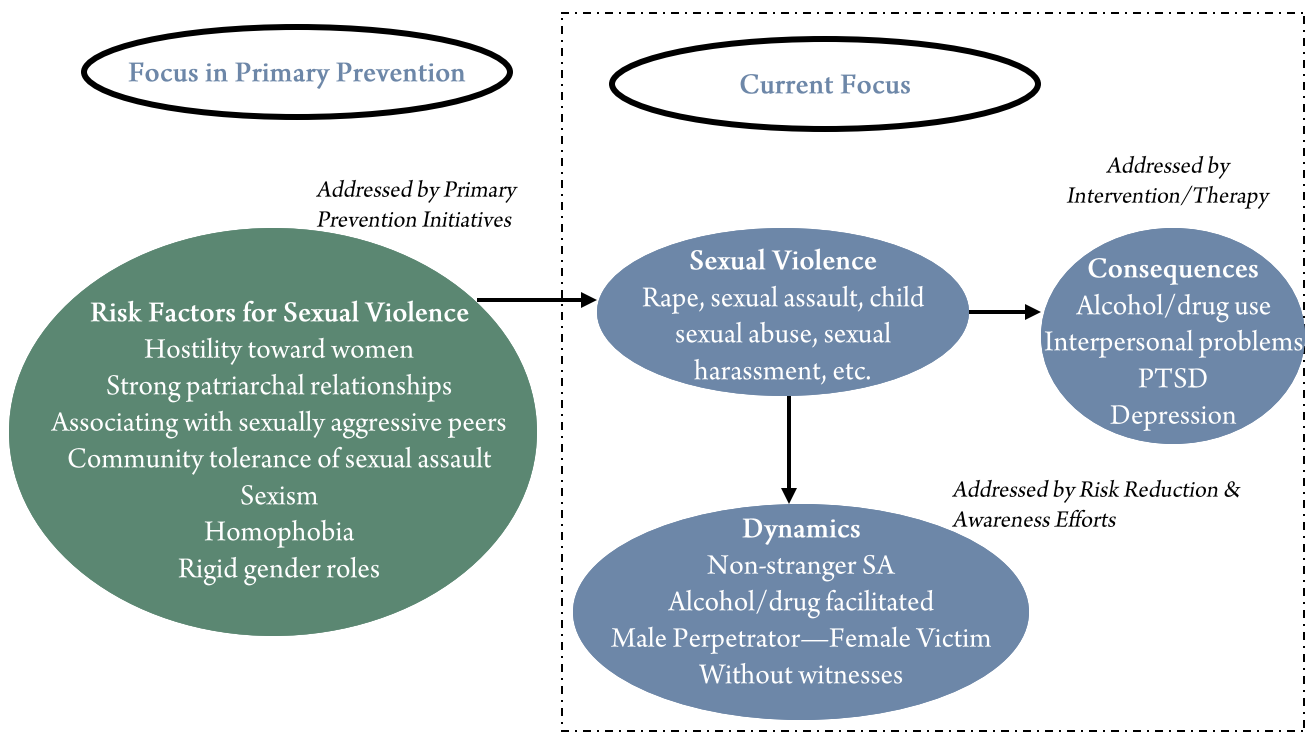 Focus in Primary Prevention
Current Focus
Addressed by Primary
Prevention Initiatives
Addressed by
Intervention/Therapy
Risk Factors for Sexual Violence
Hostility toward women
Strong patriarchal relationships
Associating with sexually aggressive peers
Community tolerance of sexual assault
Sexism
Homophobia
Rigid gender roles
Sexual Violence
Rape, sexual assault, child
sexual abuse, sexual
harassment, etc.
Consequences
Alcohol/drug use
Interpersonal problems
PTSD
Depression
Addressed by Risk Reduction &
Awareness Efforts
Dynamics
Non-stranger SA
Alcohol/drug facilitated
Male Perpetrator—Female Victim
Without witnesses